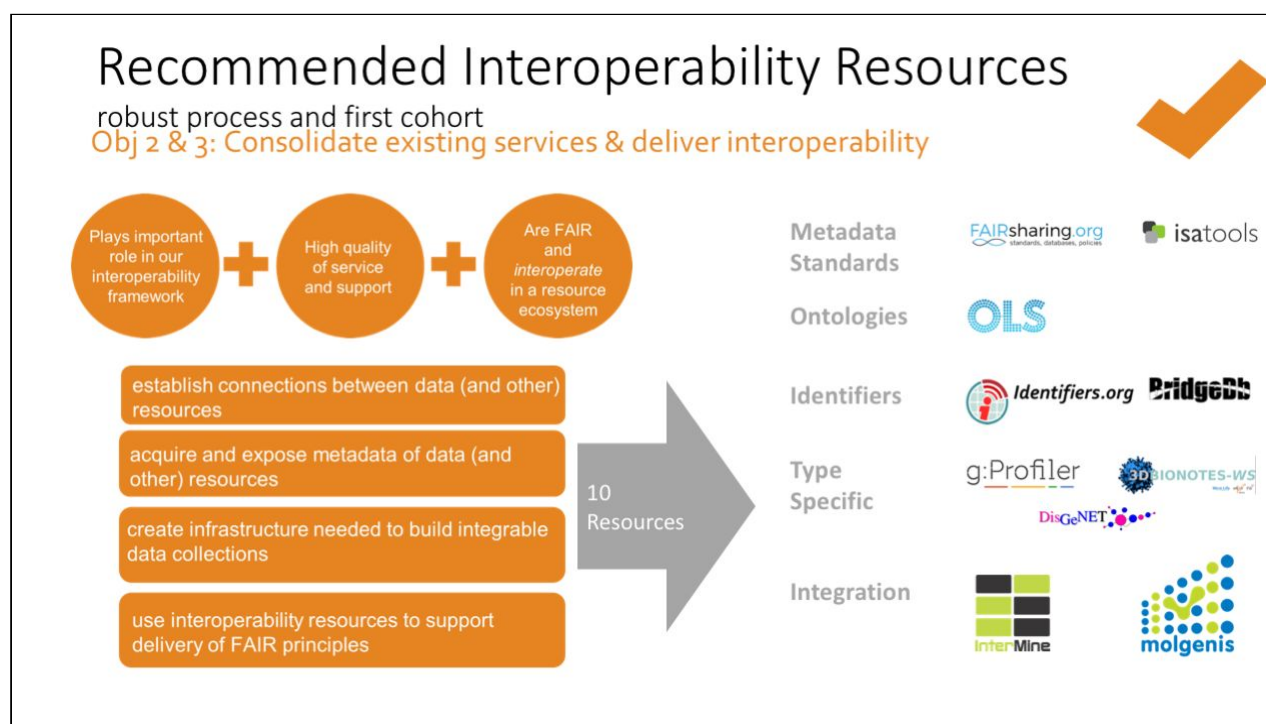 Recommended Interoperability Resources
robust process and first cohort
Obj 2 & 3: Consolidate existing services & deliver interoperability
Plays important
role in our
interoperability
framework
High quality
of service
and support
Are FAIR
and
interoperate
in a resource
ecosystem
establish connections between data (and other)
resources
acquire and expose metadata of data (and
other) resources
create infrastructure needed to build integrable
data collections
use interoperability resources to support
delivery of FAIR principles
10
Resources
Metadata
Standards
FAIRsharing.org
standards, databases, policies
isatools
Ontologies
OLS
Identifiers
Identifiers.org
BridgeDb
Type
Specific
g:Profiler
3DBIONOTES-WS
DisGeNET
Integration
InterMine
molgenis